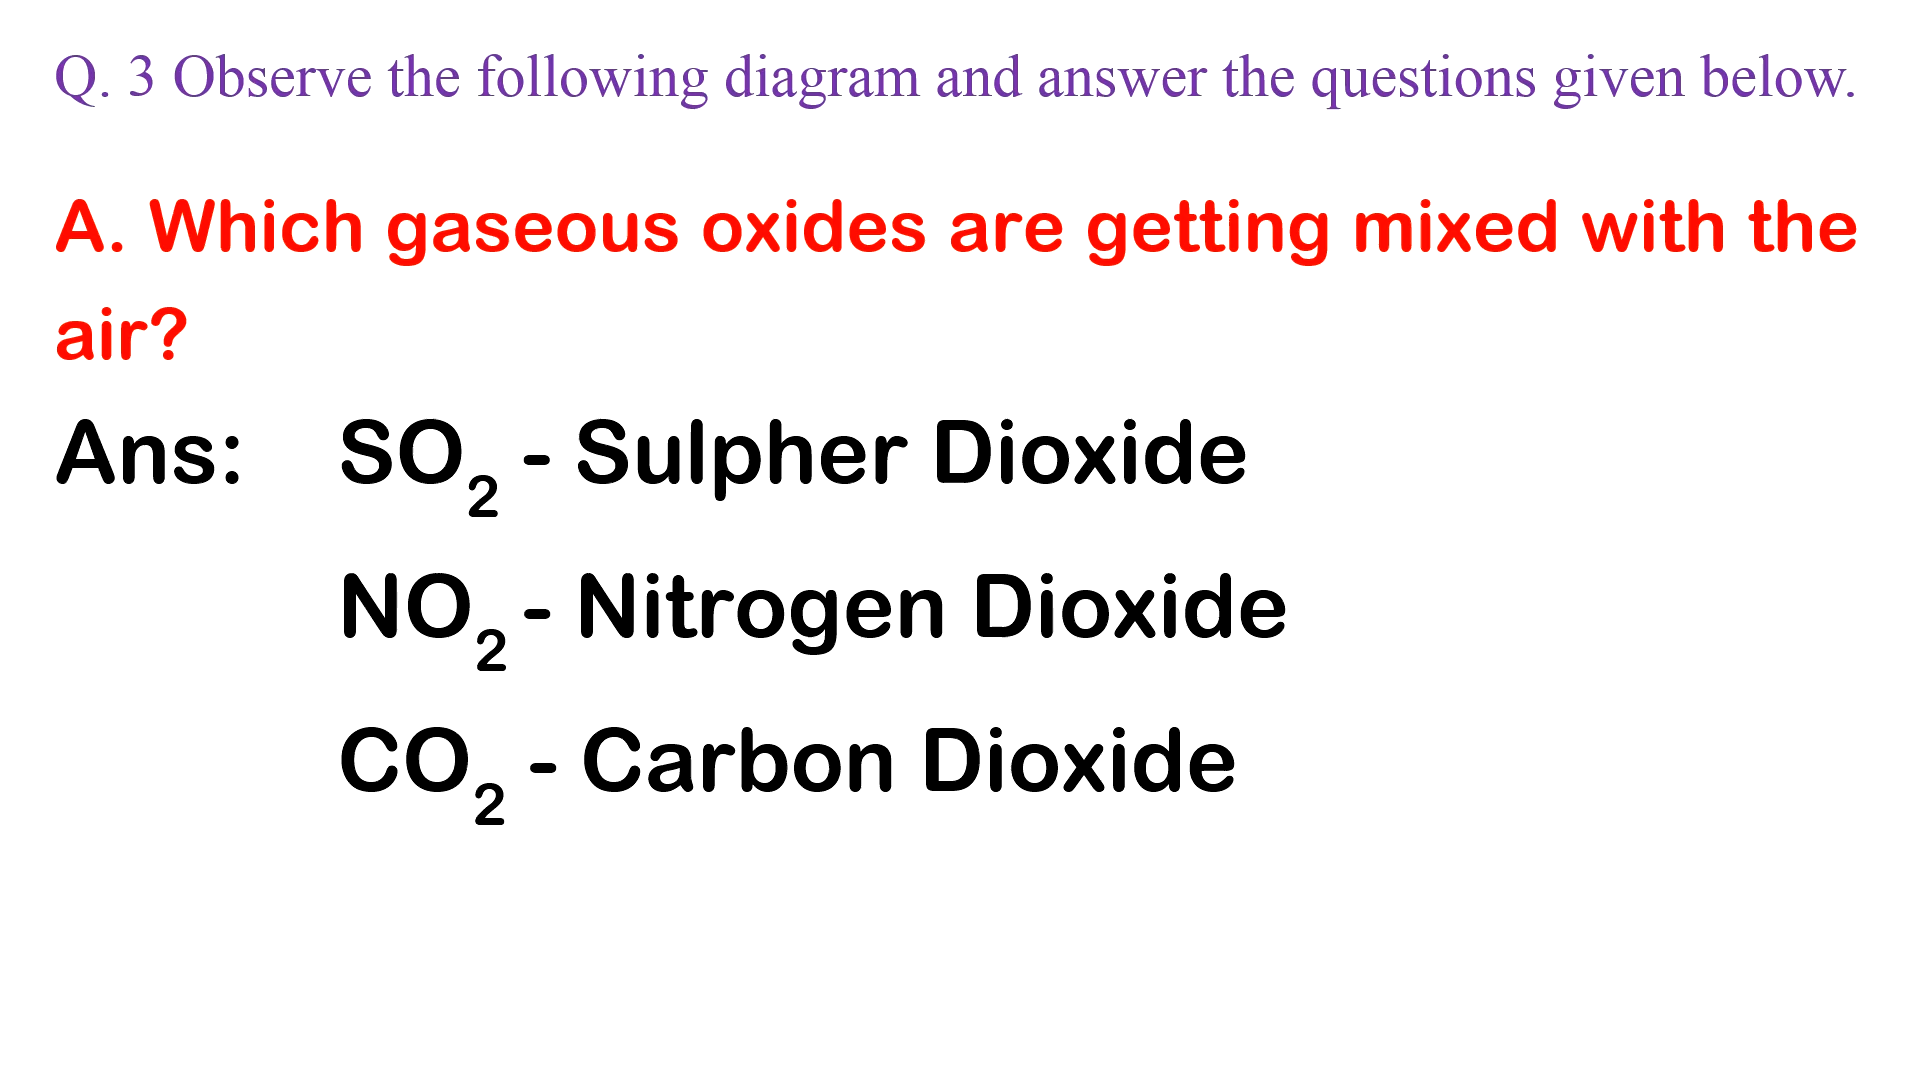 Q. 3 Observe the following diagram and answer the questions given below.
A. Which gaseous oxides are getting mixed with the
air?
Ans: SO₂ - Sulpher Dioxide
NO₂ - Nitrogen Dioxide
CO₂ - Carbon Dioxide